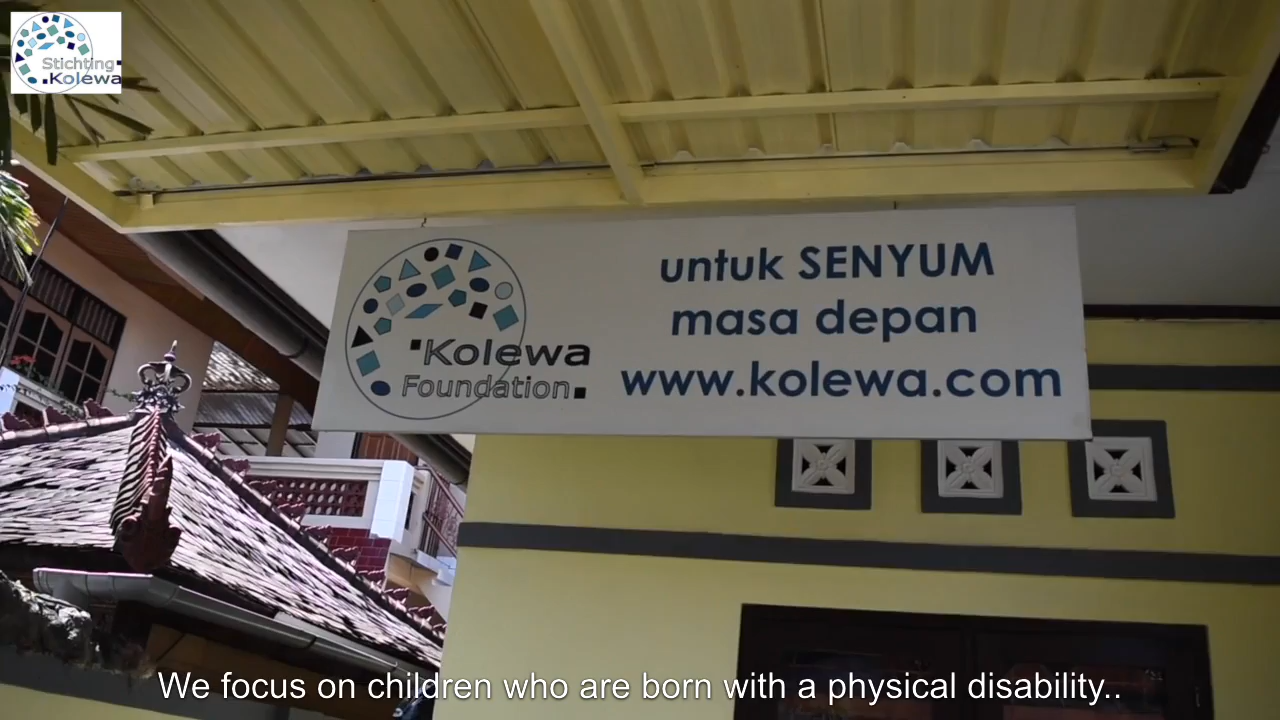 Stichting
Kolewa
Kolewa
Foundation
untuk SENYUM
masa depan
www.kolewa.com
We focus on children who are born with a physical disability..